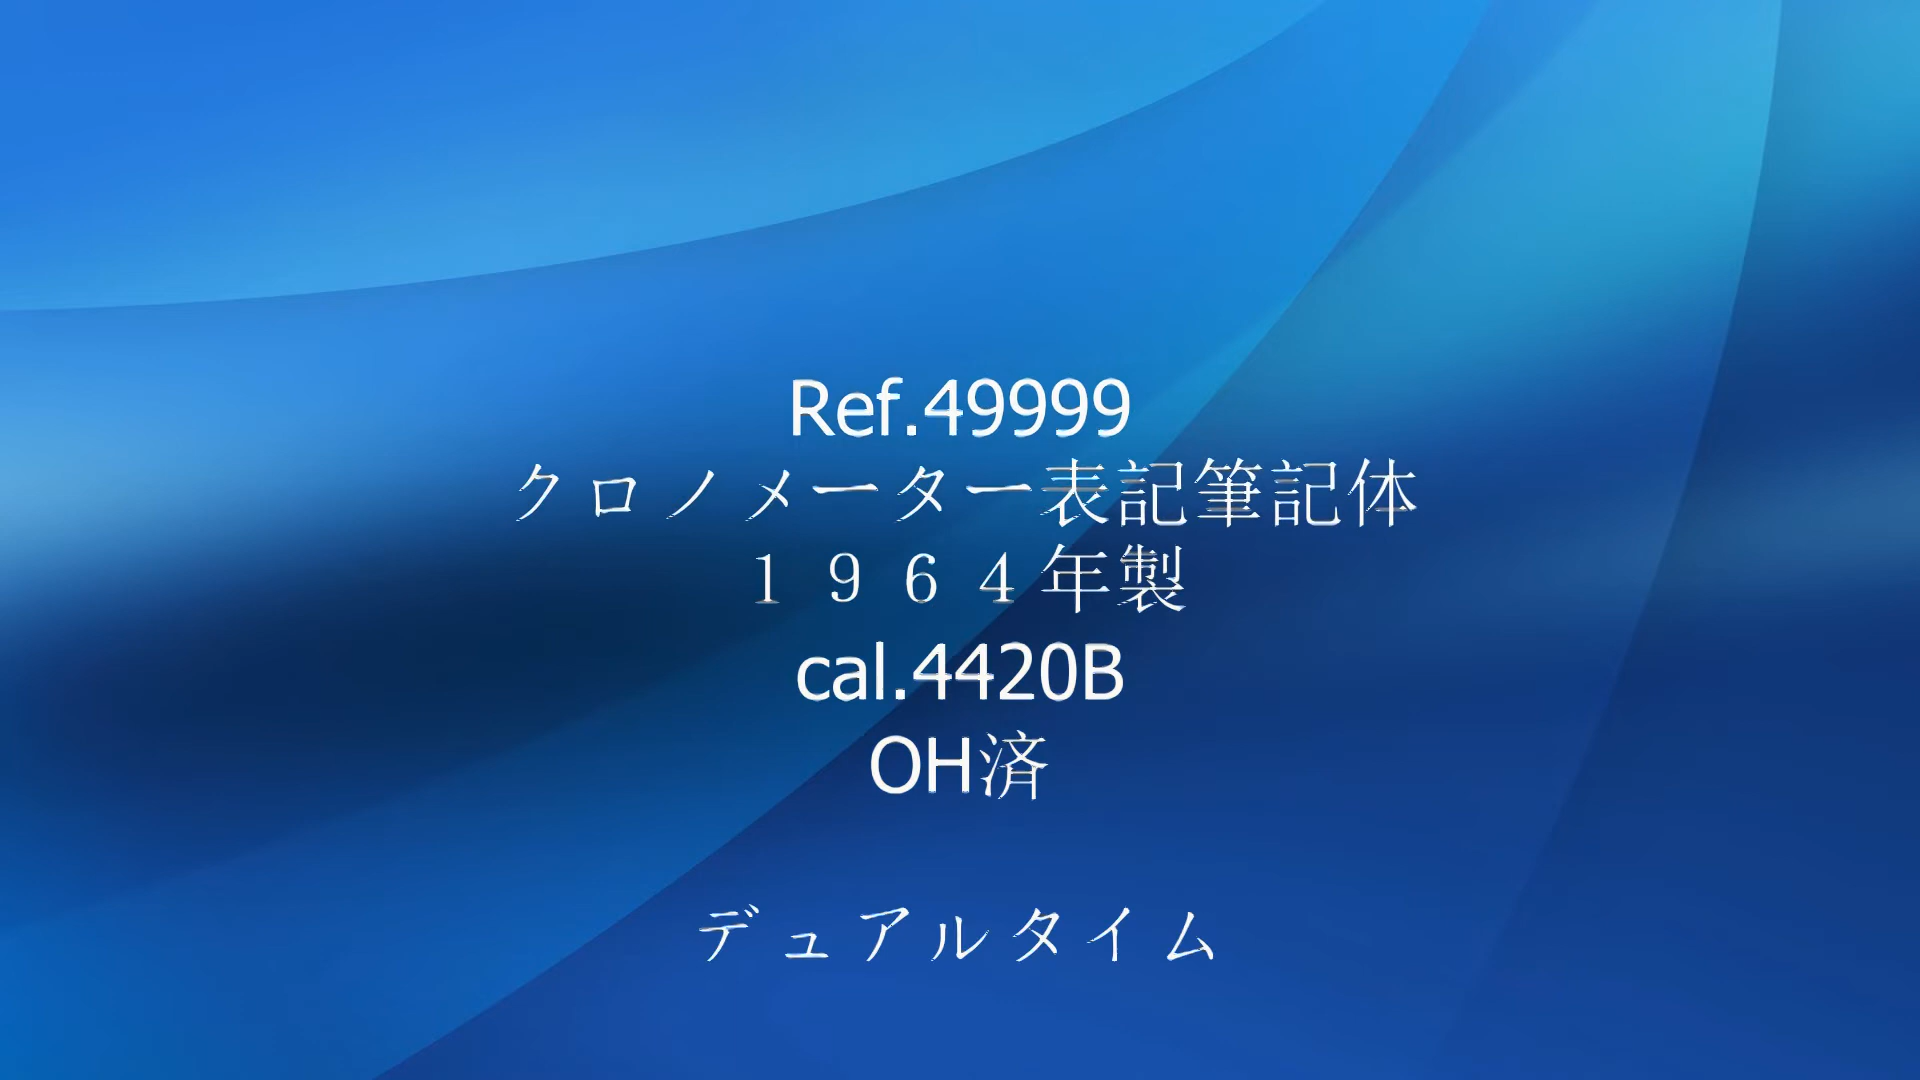 Ref.49999
クロノメーター表記筆記体
１９６４年製
cal.4420B
OH済
デュアルタイム